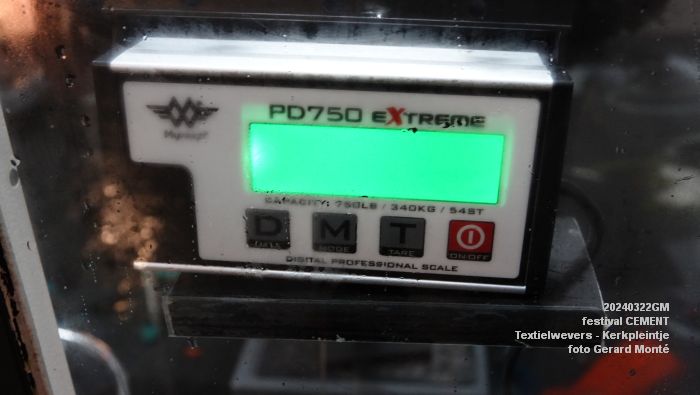 PD750 EXTREME
CAPACITY: 750LB / 340KG / 54ST
D M T
MODE TARE ON·OFF
DIGITAL PROFESSIONAL SCALE
20240322GM
festival CEMENT
Textielwevers - Kerkpleintje
foto Gerard Monté